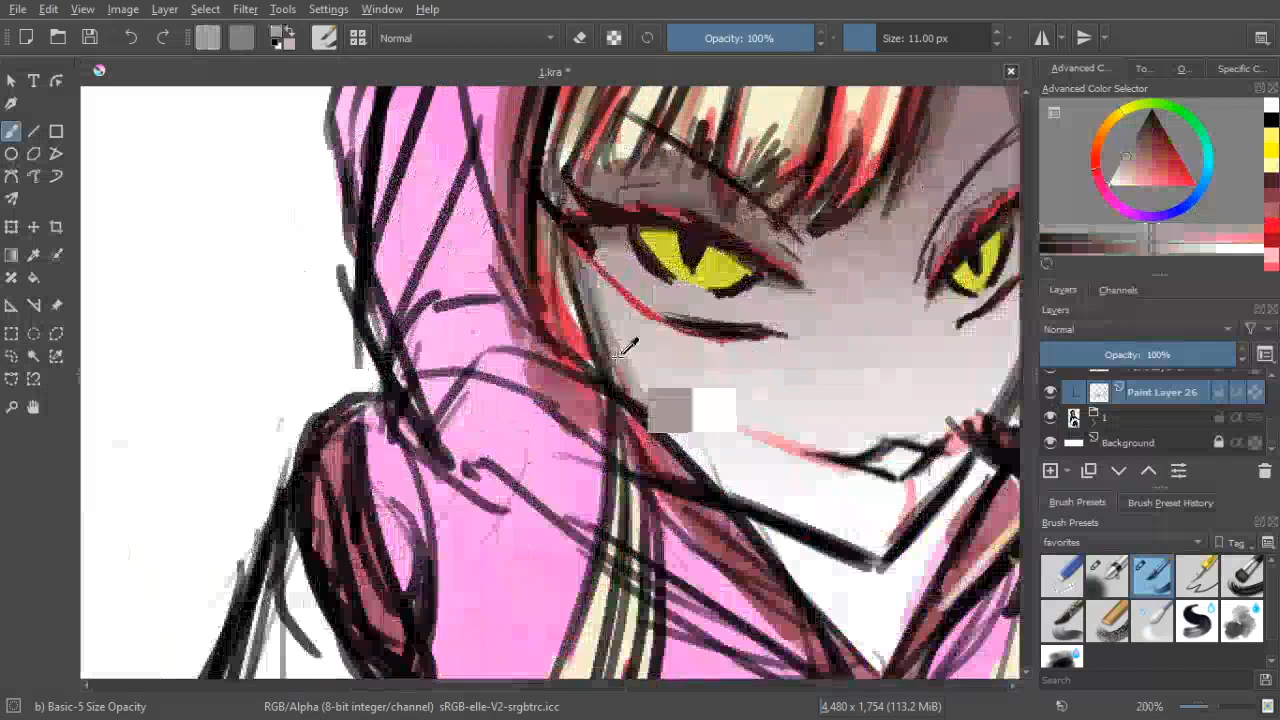 File Edit View Image Layer Select Filter Tools Settings Window Help
Normal Opacity: 100% Size: 11.00 px
1.kra *
Advanced C... To... O... Specific C...
Advanced Color Selector
Layers Channels
Layers
Normal
Opacity: 100%
Paint Layer 26
1
Background
Brush Presets Brush Preset History
Brush Presets
favorites Tag
Search
b) Basic-5 Size Opacity RGB/Alpha (8-bit integer/channel) sRGB-elle-V2-srgbtrc.icc 4,480 x 1,754 (113.2 MiB) 200%